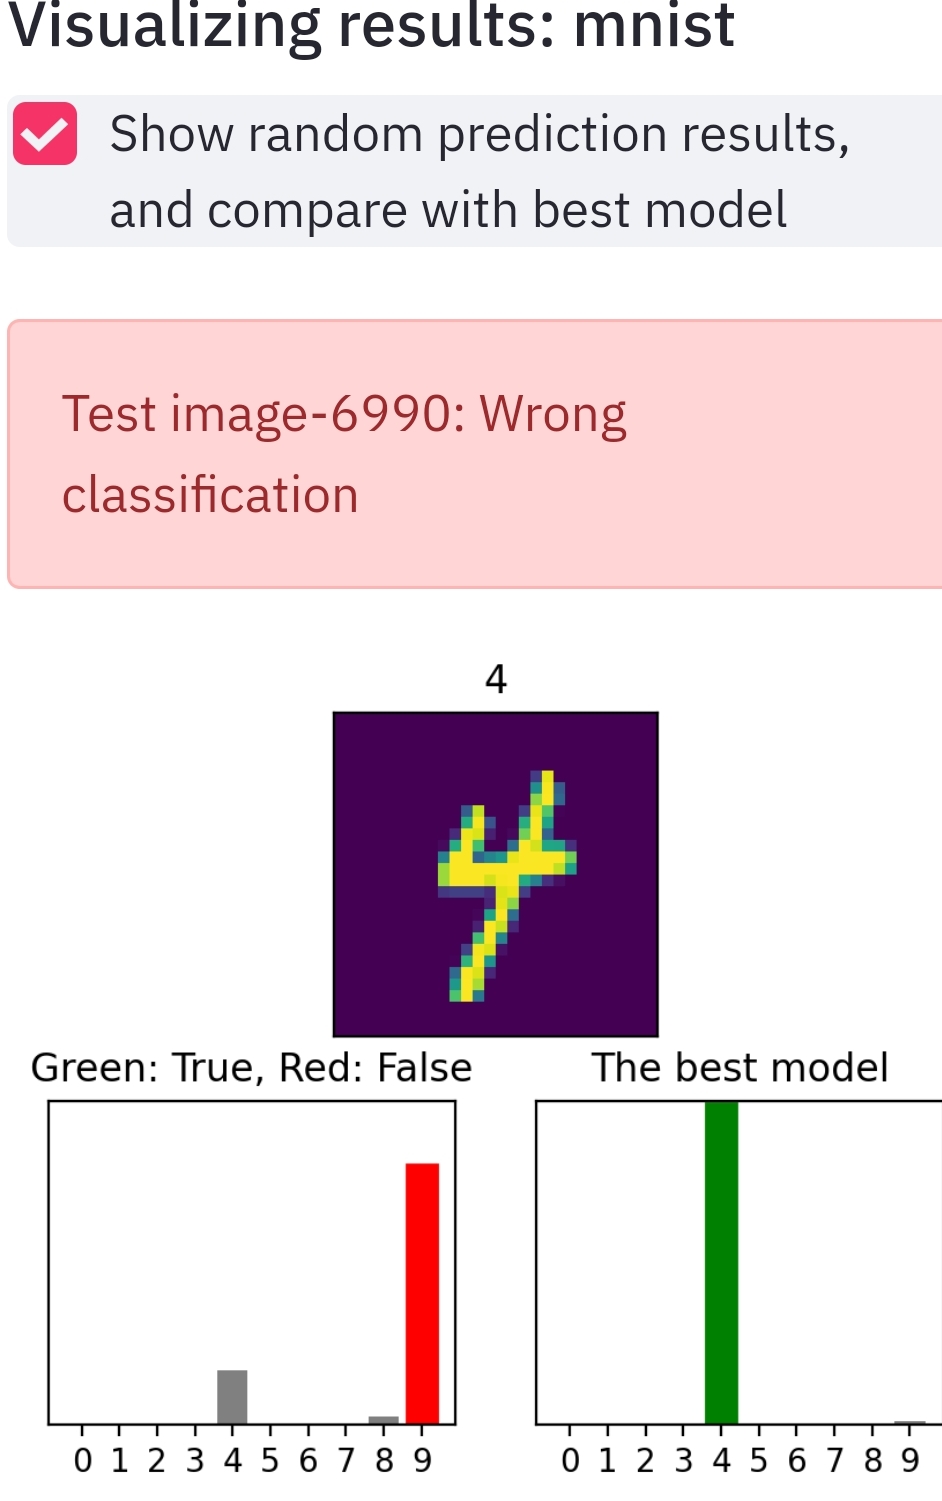 Visualizing results: mnist
Show random prediction results,
and compare with best model
Test image-6990: Wrong
classification
4
4
Green: True, Red: False
The best model
0 1 2 3 4 5 6 7 8 9
0 1 2 3 4 5 6 7 8 9